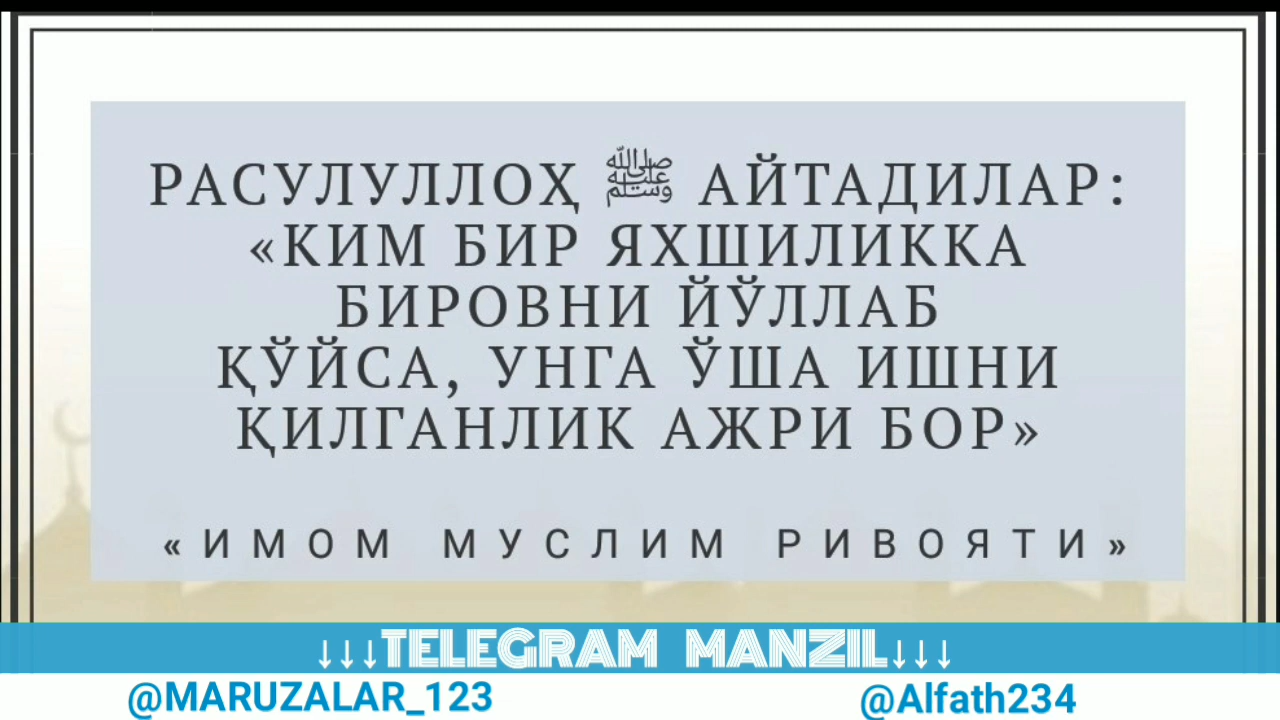 РАСУЛУЛЛОҲ ﷺ АЙТАДИЛАР:
«КИМ БИР ЯХШИЛИККА
БИРОВНИ ЙЎЛЛАБ
ҚЎЙСА, УНГА ЎША ИШНИ
ҚИЛГАНЛИК АЖРИ БОР»
«ИМОМ МУСЛИМ РИВОЯТИ»
↓↓↓TELEGRAM MANZIL↓↓↓
@MARUZALAR_123 @Alfath234